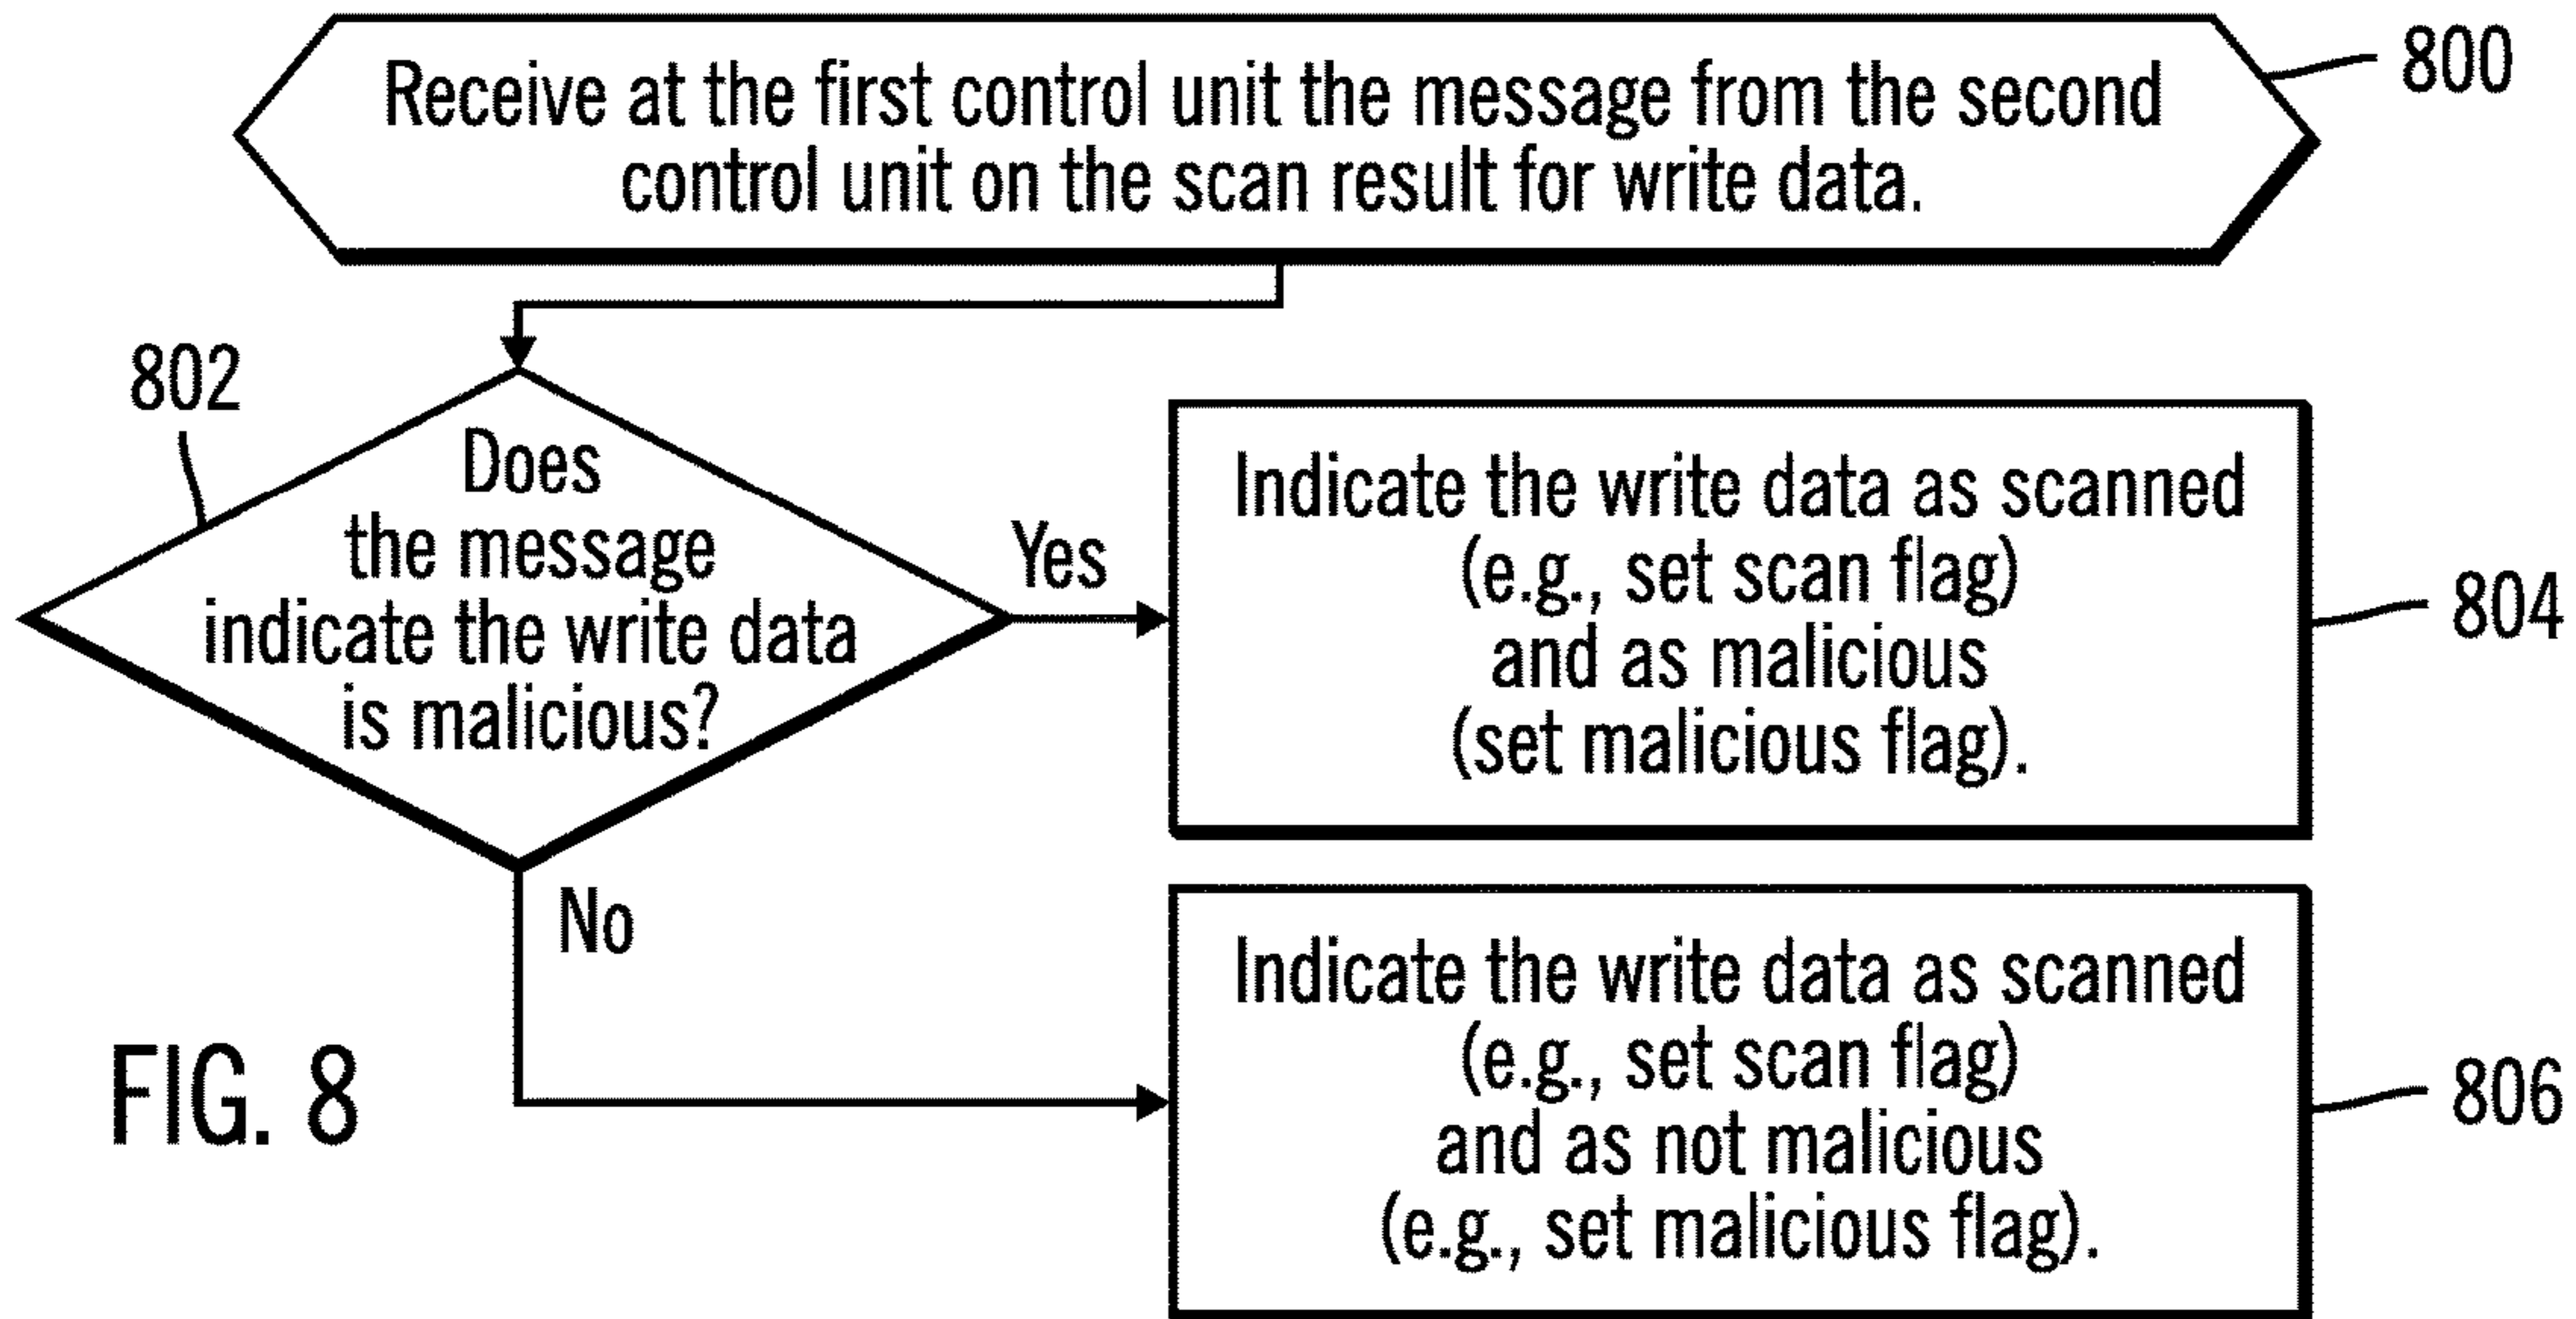 Receive at the first control unit the message from the second
control unit on the scan result for write data.
800
802
Does
the message
indicate the write data
is malicious?
Yes
No
Indicate the write data as scanned
(e.g., set scan flag)
and as malicious
(set malicious flag).
804
Indicate the write data as scanned
(e.g., set scan flag)
and as not malicious
(e.g., set malicious flag).
806
FIG. 8